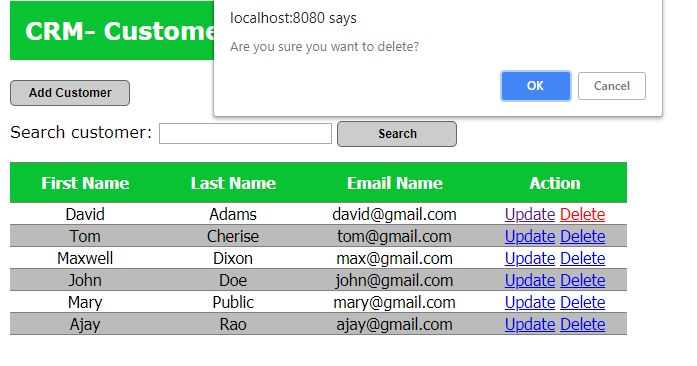 CRM- Custome
localhost:8080 says
Are you sure you want to delete?
OK Cancel
Add Customer
Search customer: Search
First Name Last Name Email Name Action
David Adams david@gmail.com Update Delete
Tom Cherise tom@gmail.com Update Delete
Maxwell Dixon max@gmail.com Update Delete
John Doe john@gmail.com Update Delete
Mary Public mary@gmail.com Update Delete
Ajay Rao ajay@gmail.com Update Delete